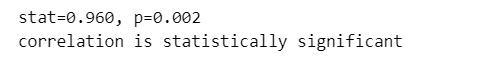 stat=0.960, p=0.002
correlation is statistically significant